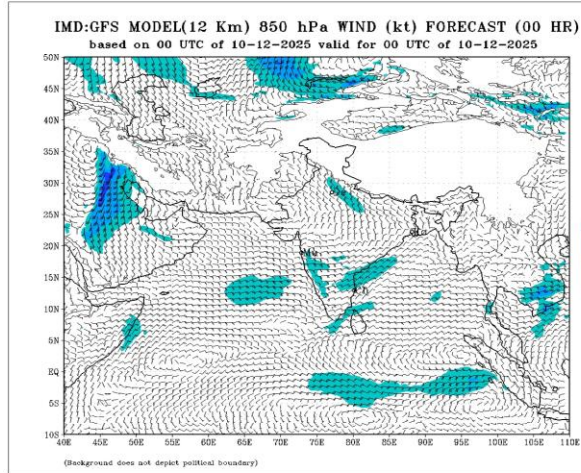 IMD:GFS MODEL(12 Km) 850 hPa WIND (kt) FORECAST (00 HR)
based on 00 UTC of 10-12-2025 valid for 00 UTC of 10-12-2025
50N
45N
40N
35N
30N
25N
20N
15N
10N
5N
EQ
5S
10S
40E 45E 50E 55E 60E 65E 70E 75E 80E 85E 90E 95E 100E 105E 110E
(Background does not depict political boundary)